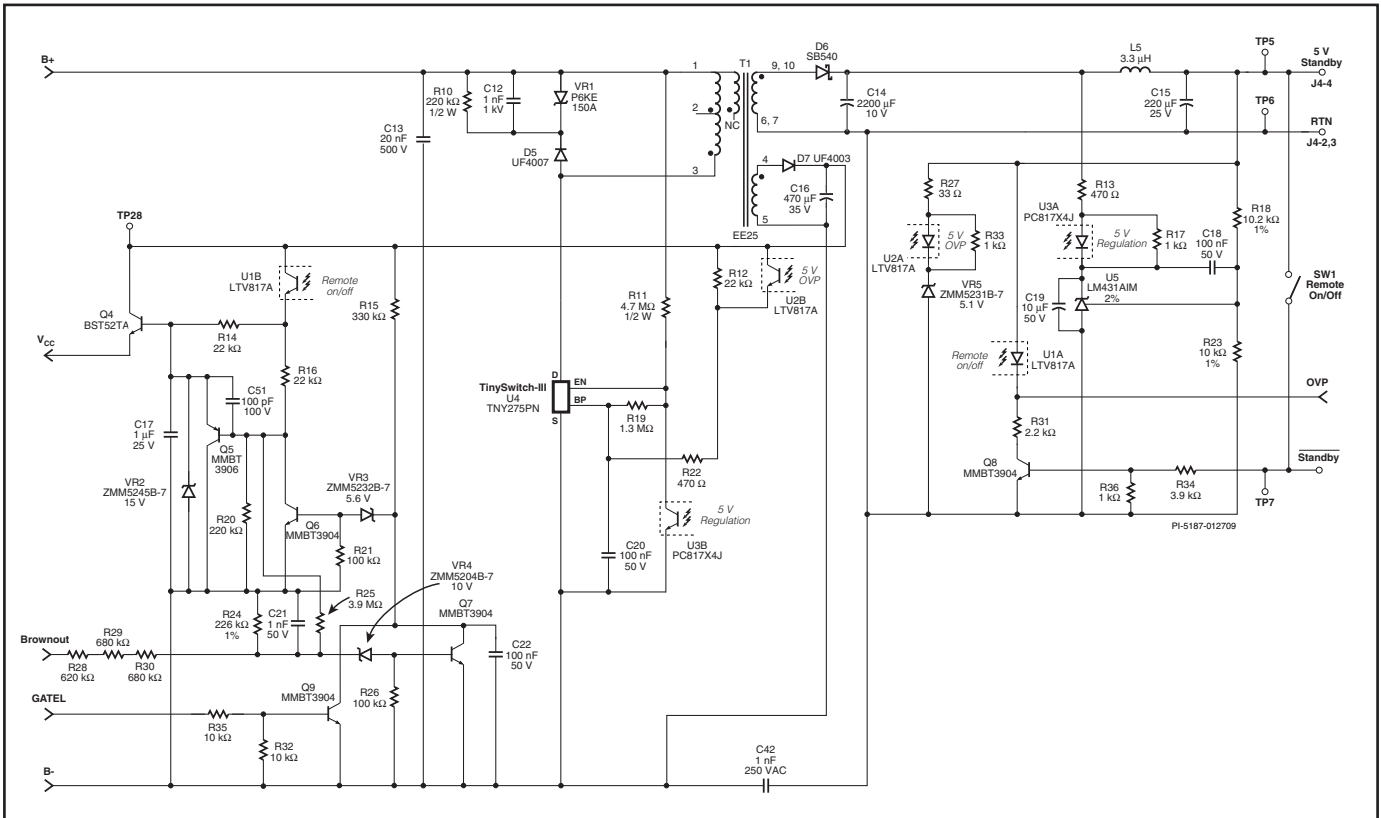 B+
R10
220 kΩ
1/2 W
C12
1 nF
1 kV
VR1
P6KE
150A
D5
UF4007
C13
20 nF
500 V
1
2
3
T1
NC
9, 10
6, 7
4
5
EE25
D6
SB540
C14
2200 µF
10 V
L5
3.3 µH
C15
220 µF
25 V
TP5
5 V
Standby
J4-4
TP6
RTN
J4-2,3
D7 UF4003
C16
470 µF
35 V
R27
33 Ω
U2A
LTV817A
5 V
OVP
R33
1 kΩ
VR5
ZMM5231B-7
5.1 V
R13
470 Ω
U3A
PC817X4J
5 V
Regulation
R17
1 kΩ
C18
100 nF
50 V
R18
10.2 kΩ
1%
C19
10 µF
50 V
U5
LM431AIM
2%
SW1
Remote
On/Off
R23
10 kΩ
1%
Remote
on/off
U1A
LTV817A
OVP
R31
2.2 kΩ
Q8
MMBT3904
R36
1 kΩ
R34
3.9 kΩ
Standby
TP7
PI-5187-012709
TP28
U1B
LTV817A
Remote
on/off
R15
330 kΩ
R11
4.7 MΩ
1/2 W
R12
22 kΩ
5 V
OVP
U2B
LTV817A
Q4
BST52TA
VCC
R14
22 kΩ
R16
22 kΩ
C51
100 pF
100 V
C17
1 µF
25 V
Q5
MMBT
3906
VR2
ZMM5245B-7
15 V
R20
220 kΩ
Q6
MMBT3904
VR3
ZMM5232B-7
5.6 V
R21
100 kΩ
TinySwitch-III
U4
TNY275PN
D
S
EN
BP
R19
1.3 MΩ
R22
470 Ω
C20
100 nF
50 V
5 V
Regulation
U3B
PC817X4J
VR4
ZMM5204B-7
10 V
R25
3.9 MΩ
R24
226 kΩ
1%
C21
1 nF
50 V
Q7
MMBT3904
C22
100 nF
50 V
Brownout
R28
620 kΩ
R29
680 kΩ
R30
680 kΩ
R26
100 kΩ
Q9
MMBT3904
GATEL
R35
10 kΩ
R32
10 kΩ
C42
1 nF
250 VAC
B-